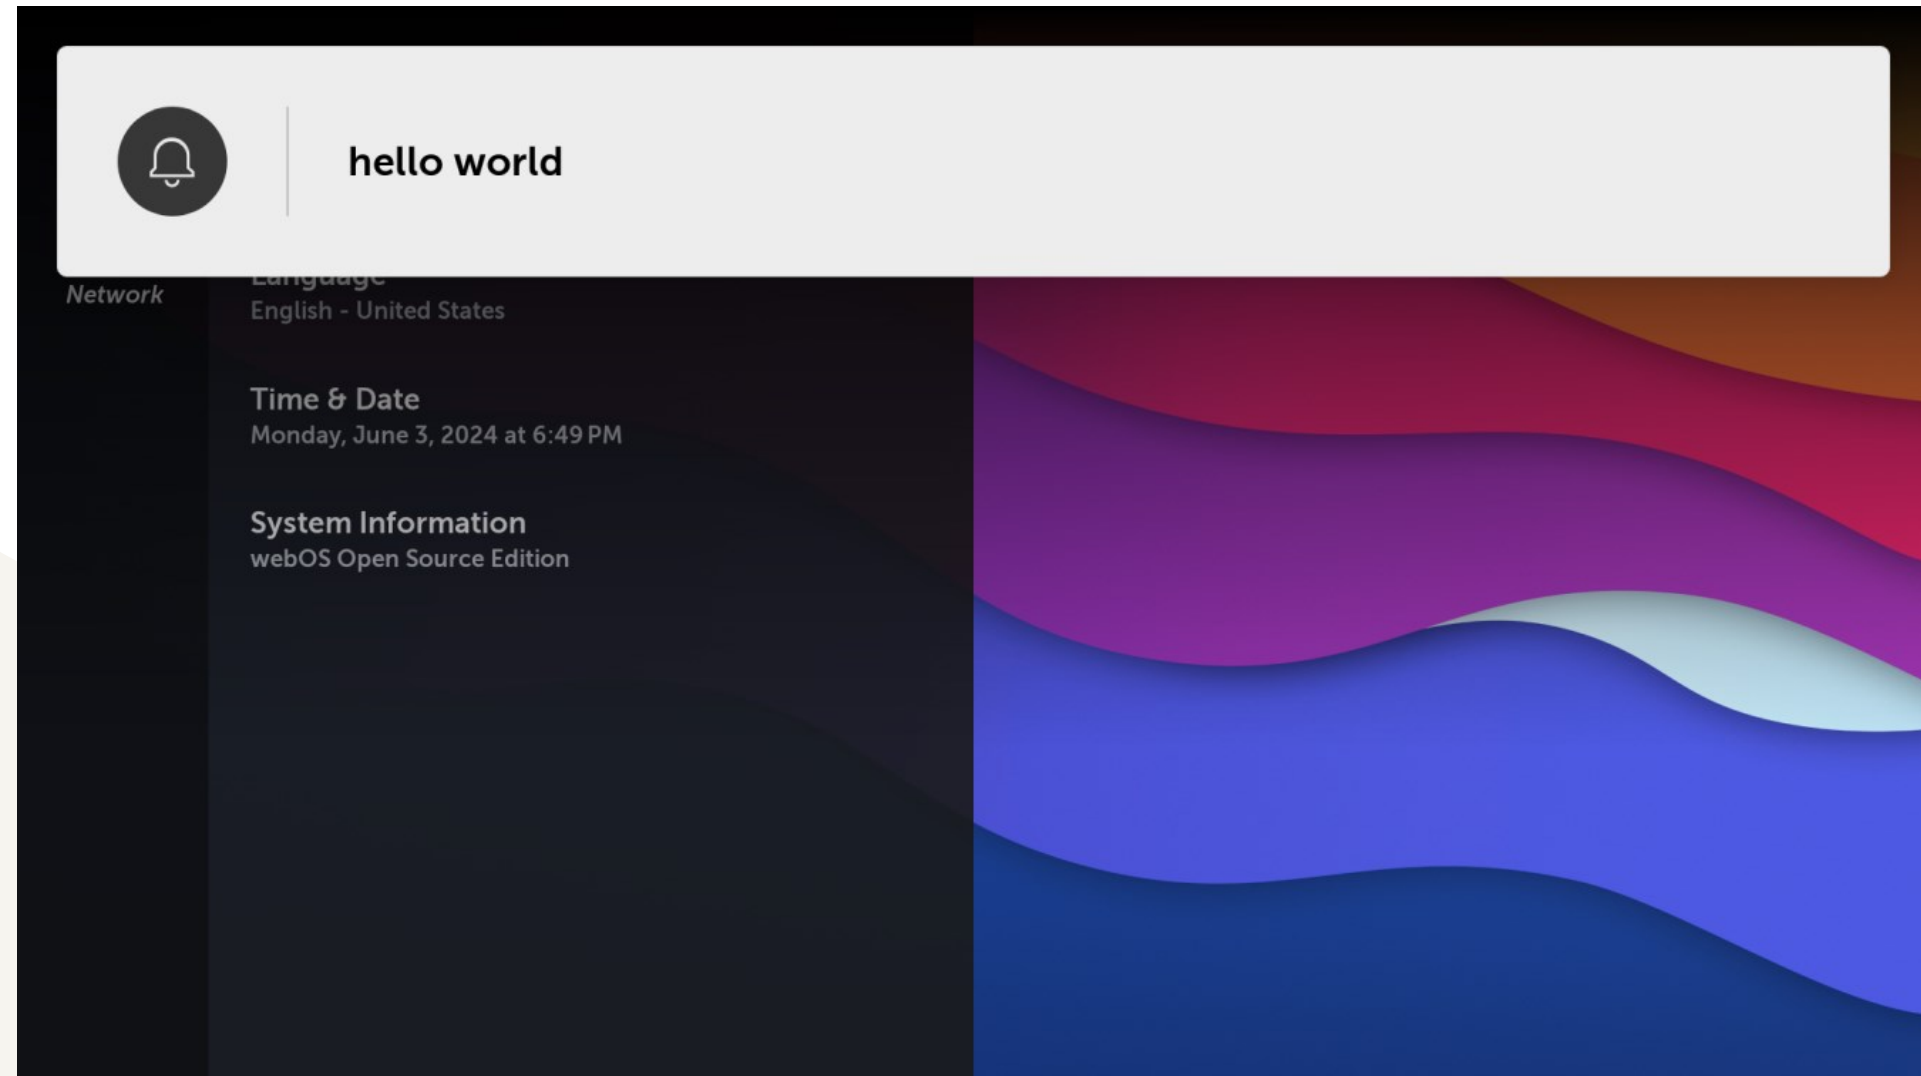 hello world
Language
Network
English - United States
Time & Date
Monday, June 3, 2024 at 6:49 PM
System Information
webOS Open Source Edition